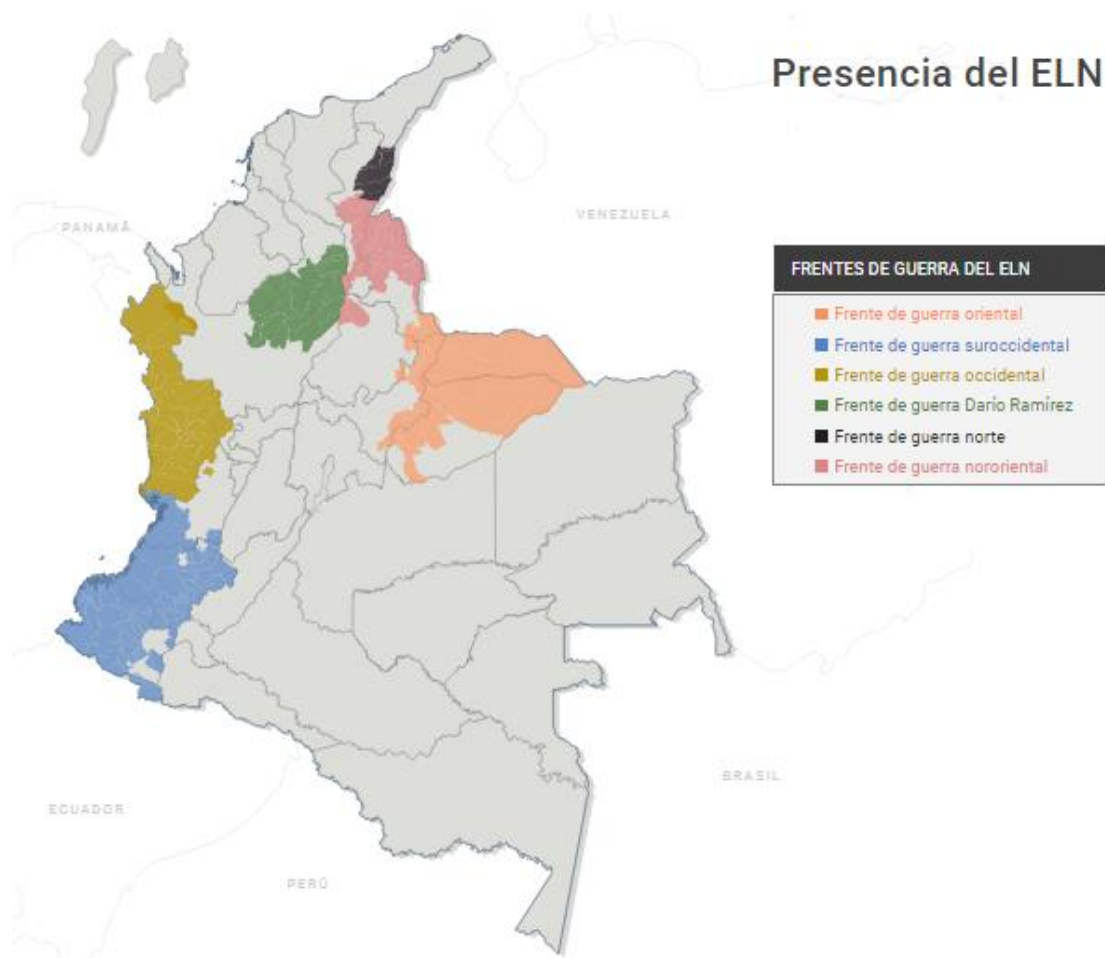 Presencia del ELN
PANAMÁ
VENEZUELA
FRENTES DE GUERRA DEL ELN
Frente de guerra oriental
Frente de guerra suroccidental
Frente de guerra occidental
Frente de guerra Darío Ramírez
Frente de guerra norte
Frente de guerra nororiental
BRASIL
ECUADOR
PERÚ